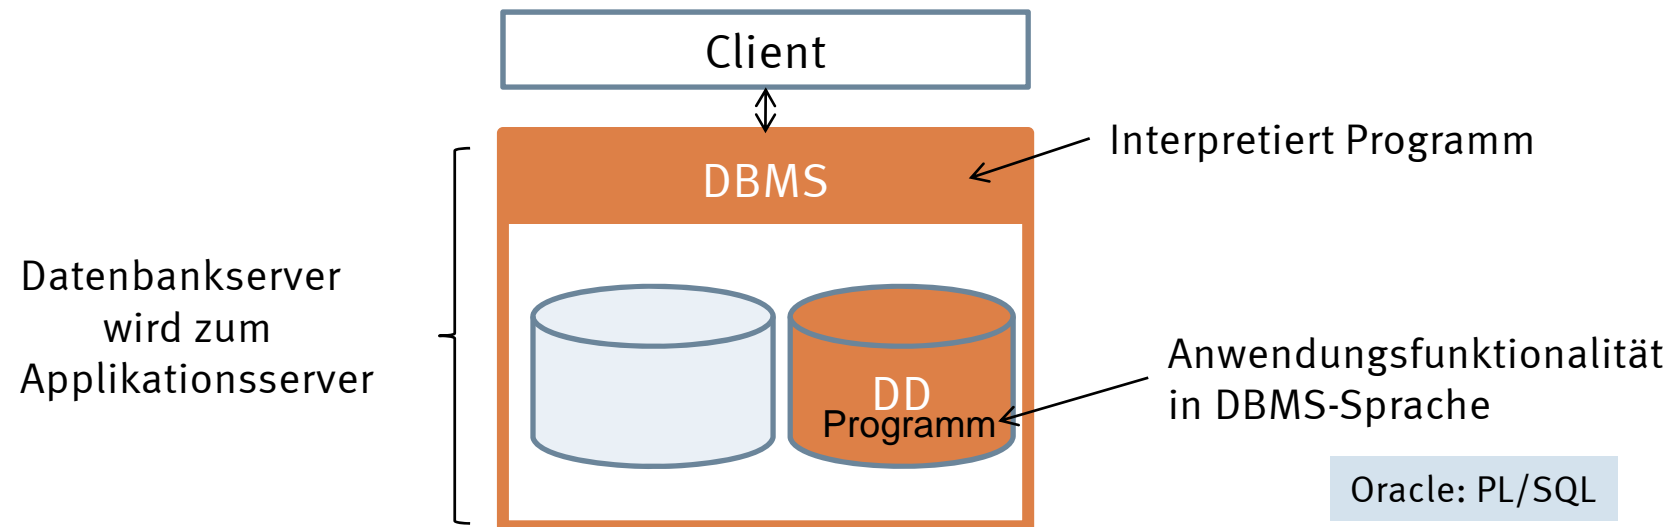 Client
Interpretiert Programm
DBMS
Datenbankserver
wird zum
Applikationsserver
DD
Programm
Anwendungsfunktionalität
in DBMS-Sprache
Oracle: PL/SQL